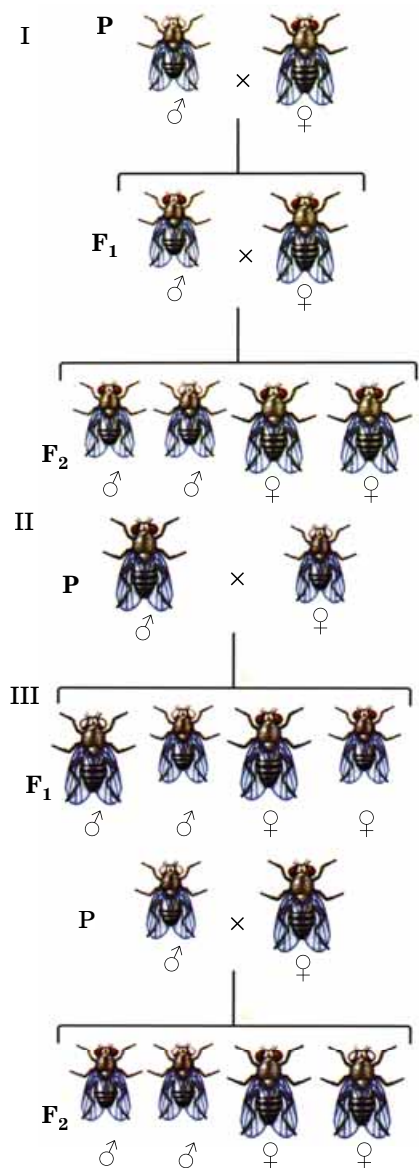 I P
♂ × ♀
F₁
♂ × ♀
F₂
♂ ♂ ♀ ♀
II
P ♂ × ♀
III
F₁
♂ ♂ ♀ ♀
P
♂ × ♀
F₂
♂ ♂ ♀ ♀